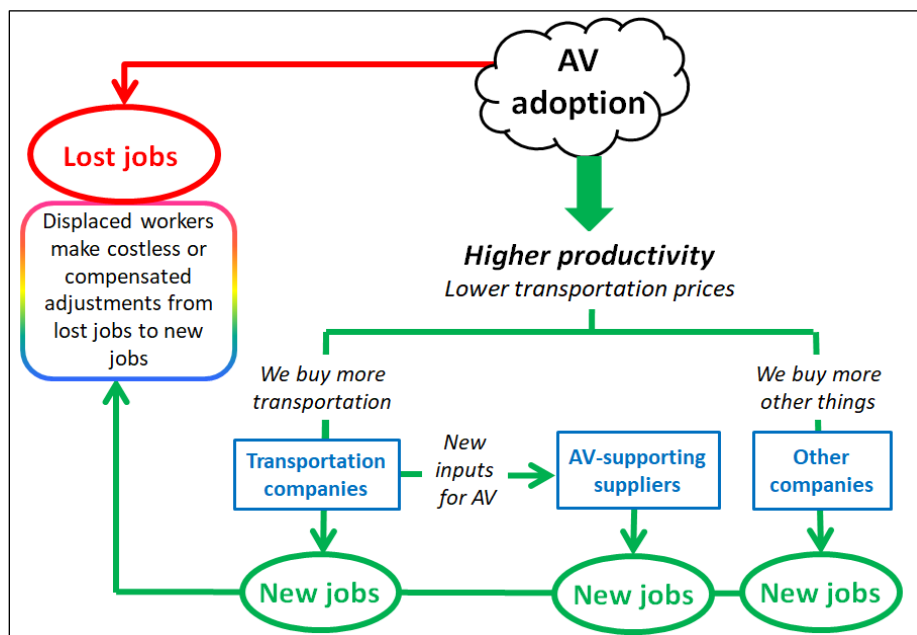 AV
adoption
Lost jobs
Displaced workers
make costless or
compensated
adjustments from
lost jobs to new
jobs
Higher productivity
Lower transportation prices
We buy more
transportation
We buy more
other things
Transportation
companies
New
inputs
for AV
AV-supporting
suppliers
Other
companies
New jobs
New jobs
New jobs